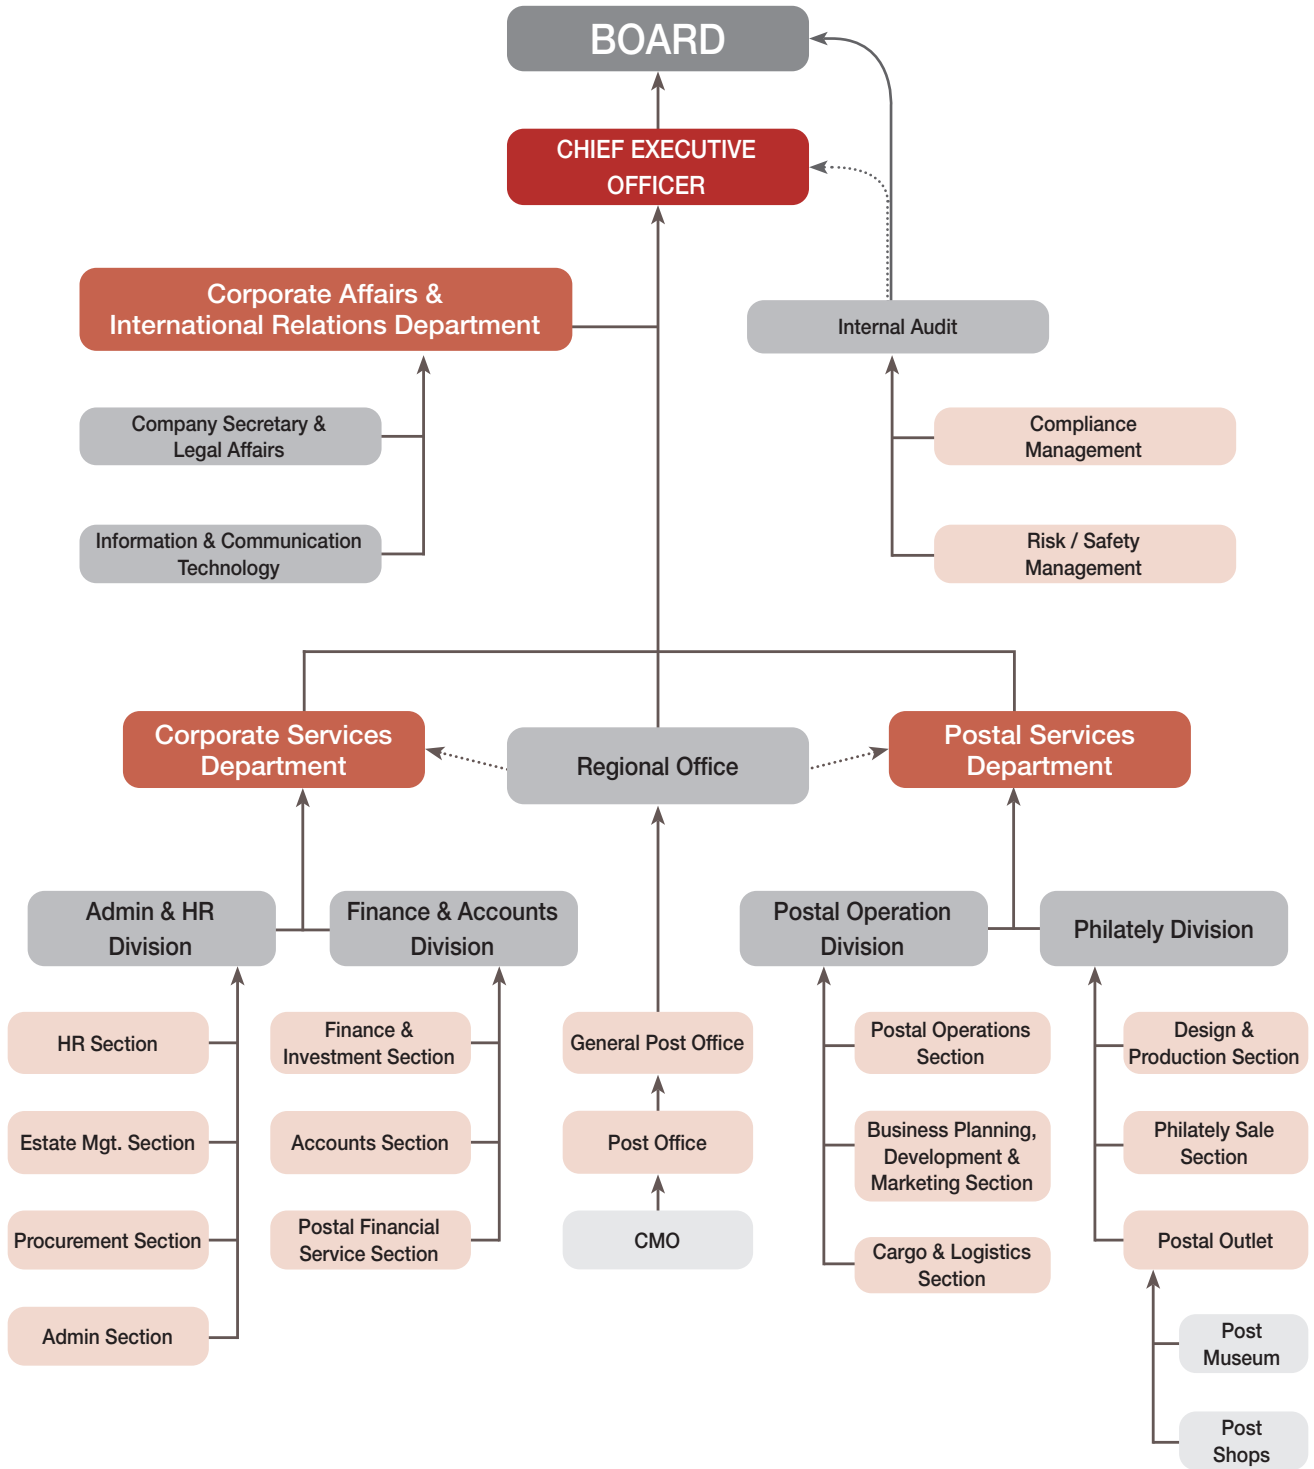 BOARD
CHIEF EXECUTIVE
OFFICER
Corporate Affairs &
International Relations Department
Internal Audit
Company Secretary &
Legal Affairs
Compliance
Management
Information & Communication
Technology
Risk / Safety
Management
Corporate Services
Department
Regional Office
Postal Services
Department
Admin & HR
Division
Finance & Accounts
Division
Postal Operation
Division
Philately Division
HR Section
Finance &
Investment Section
General Post Office
Postal Operations
Section
Design &
Production Section
Estate Mgt. Section
Accounts Section
Post Office
Business Planning,
Development &
Marketing Section
Philately Sale
Section
Procurement Section
Postal Financial
Service Section
CMO
Cargo & Logistics
Section
Postal Outlet
Admin Section
Post
Museum
Post
Shops